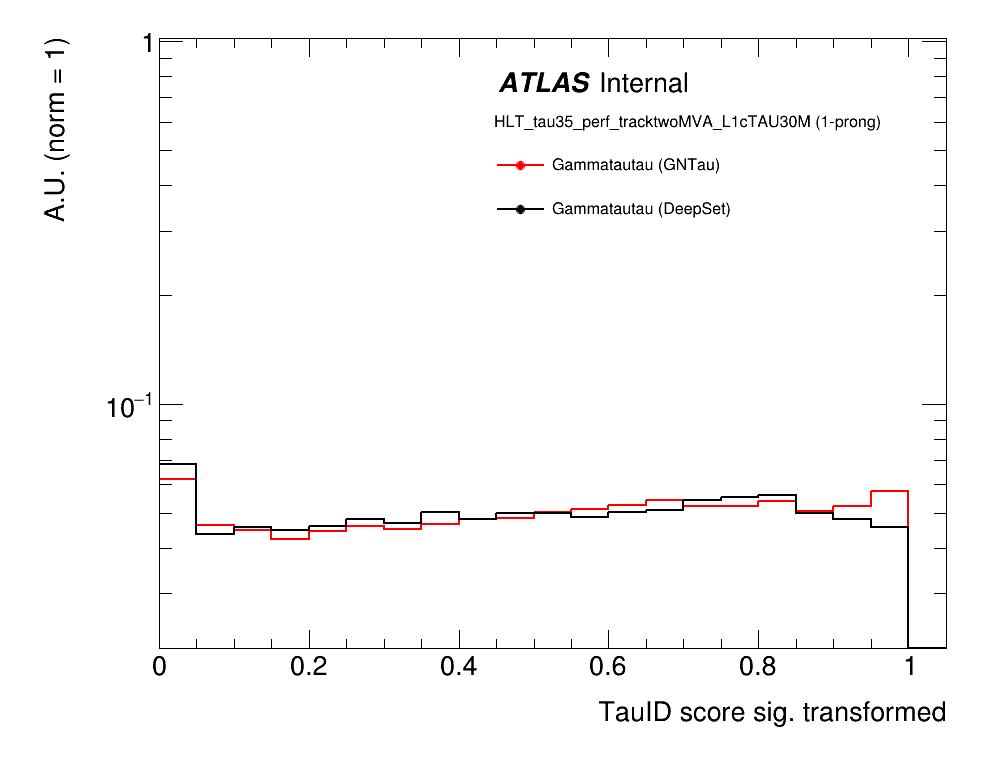 A.U. (norm = 1)
1
10⁻¹
ATLAS Internal
HLT_tau35_perf_tracktwoMVA_L1cTAU30M (1-prong)
Gammatautau (GNTau)
Gammatautau (DeepSet)
0 0.2 0.4 0.6 0.8 1
TauID score sig. transformed